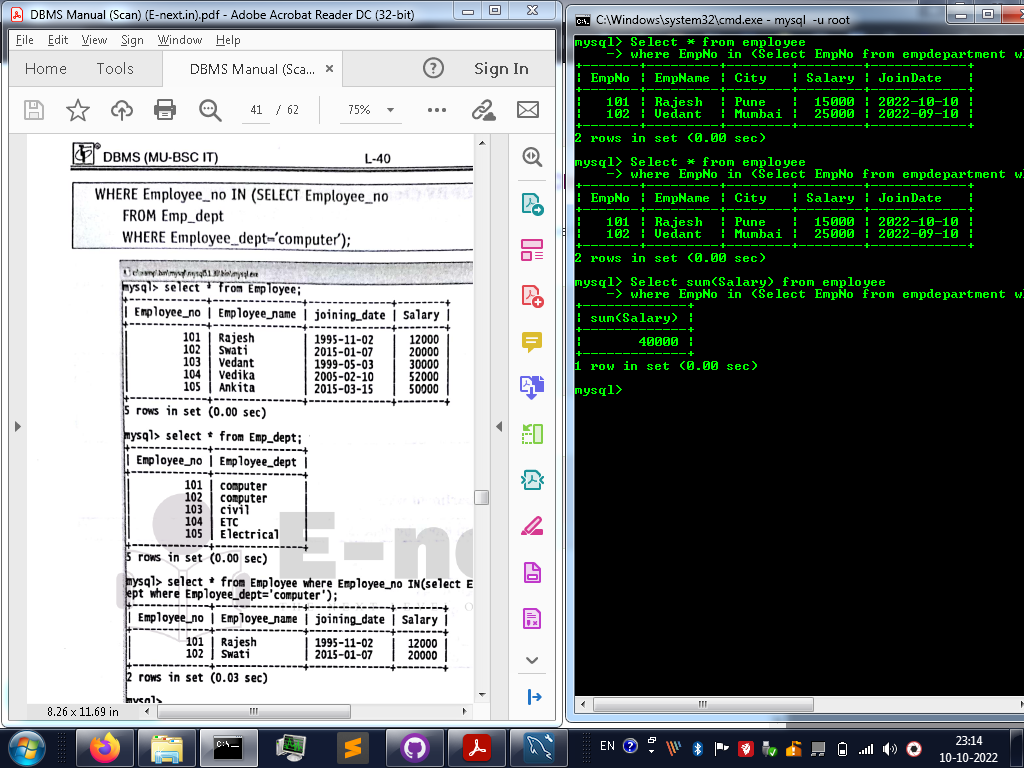 DBMS Manual (Scan) (E-next.in).pdf - Adobe Acrobat Reader DC (32-bit)
File Edit View Sign Window Help
Home Tools DBMS Manual (Sca... × ? Sign In
41 / 62 75%
DBMS (MU-BSC IT) L-40
WHERE Employee_no IN (SELECT Employee_no
FROM Emp_dept
WHERE Employee_dept='computer');
mysql> select * from Employee;
| Employee_no | Employee_name | joining_date | Salary |
| 101 | Rajesh | 1995-11-02 | 12000 |
| 102 | Swati | 2015-01-07 | 20000 |
| 103 | Vedant | 1999-05-03 | 30000 |
| 104 | Vedika | 2005-02-10 | 52000 |
| 105 | Ankita | 2015-03-15 | 50000 |
5 rows in set (0.00 sec)
mysql> select * from Emp_dept;
| Employee_no | Employee_dept |
| 101 | computer |
| 102 | computer |
| 103 | civil |
| 104 | ETC |
| 105 | Electrical |
5 rows in set (0.00 sec)
mysql> select * from Employee where Employee_no IN(select E
ept where Employee_dept='computer');
| Employee_no | Employee_name | joining_date | Salary |
| 101 | Rajesh | 1995-11-02 | 12000 |
| 102 | Swati | 2015-01-07 | 20000 |
2 rows in set (0.03 sec)
mysql>
E-ne
8.26 x 11.69 in
C:\Windows\system32\cmd.exe - mysql -u root
mysql> Select * from employee
-> where EmpNo in (Select EmpNo from empdepartment w
| EmpNo | EmpName | City | Salary | JoinDate |
| 101 | Rajesh | Pune | 15000 | 2022-10-10 |
| 102 | Vedant | Mumbai | 25000 | 2022-09-10 |
2 rows in set (0.00 sec)
mysql> Select * from employee
-> where EmpNo in (Select EmpNo from empdepartment w
| EmpNo | EmpName | City | Salary | JoinDate |
| 101 | Rajesh | Pune | 15000 | 2022-10-10 |
| 102 | Vedant | Mumbai | 25000 | 2022-09-10 |
2 rows in set (0.00 sec)
mysql> Select sum(Salary) from employee
-> where EmpNo in (Select EmpNo from empdepartment w
| sum(Salary) |
| 40000 |
1 row in set (0.00 sec)
mysql>
EN 23:14
10-10-2022